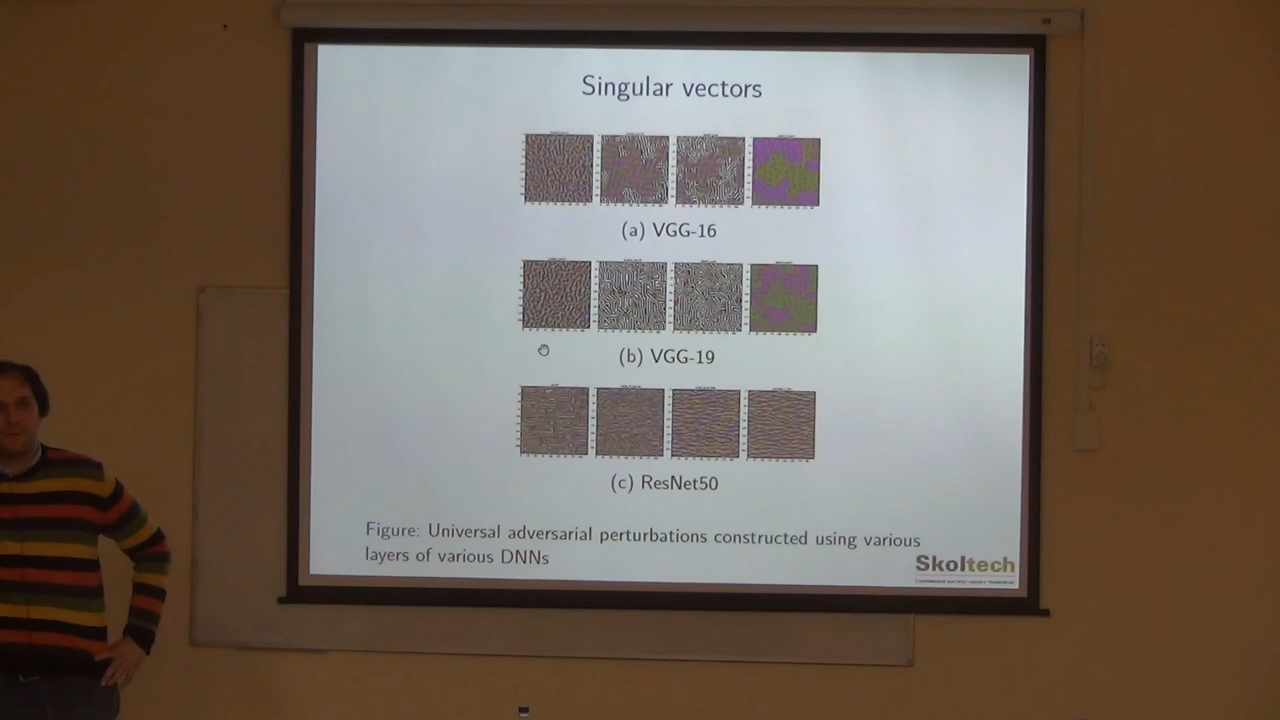 Singular vectors
(a) VGG-16
(b) VGG-19
(c) ResNet50
Figure: Universal adversarial perturbations constructed using various
layers of various DNNs
Skoltech